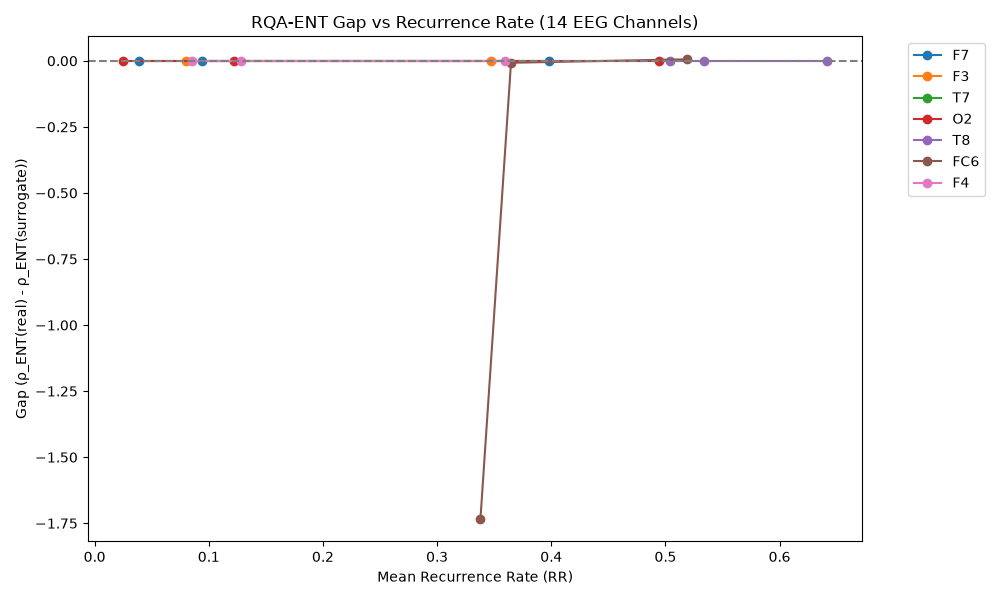 RQA-ENT Gap vs Recurrence Rate (14 EEG Channels)
Gap (ρ_ENT(real) - ρ_ENT(surrogate))
0.00
−0.25
−0.50
−0.75
−1.00
−1.25
−1.50
−1.75
0.0 0.1 0.2 0.3 0.4 0.5 0.6
Mean Recurrence Rate (RR)
F7
F3
T7
O2
T8
FC6
F4